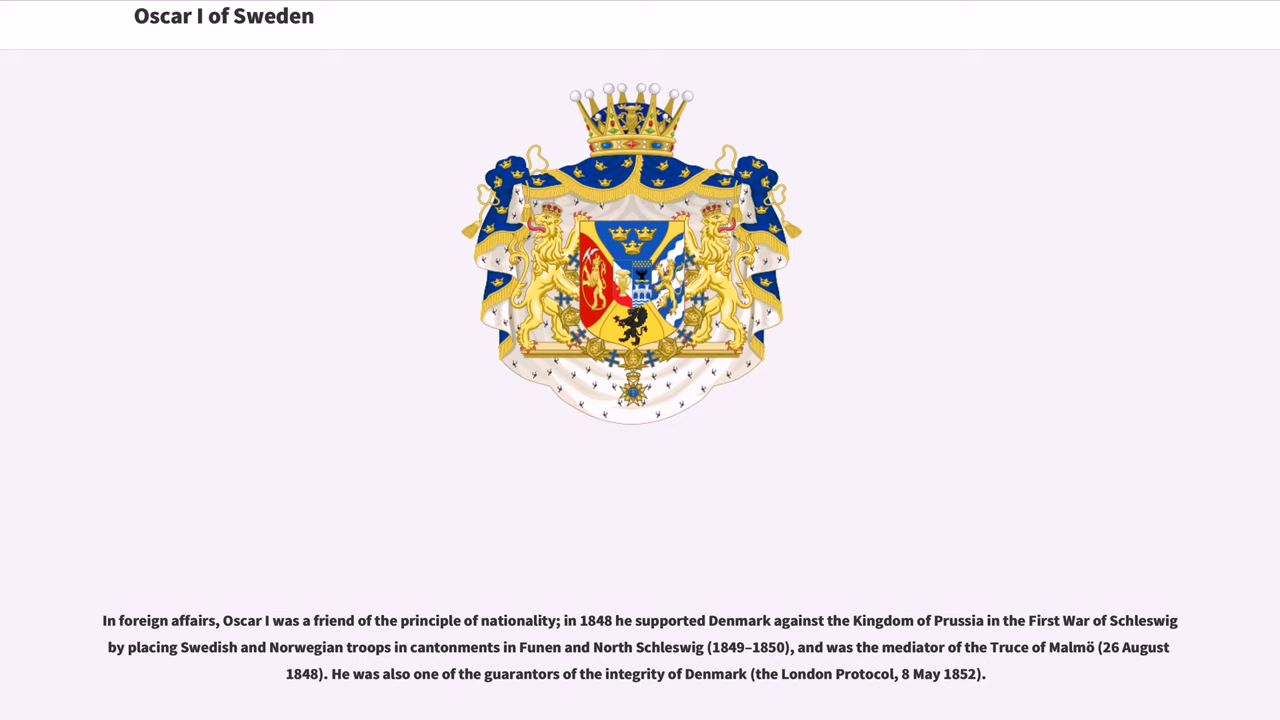 Oscar I of Sweden
In foreign affairs, Oscar I was a friend of the principle of nationality; in 1848 he supported Denmark against the Kingdom of Prussia in the First War of Schleswig
by placing Swedish and Norwegian troops in cantonments in Funen and North Schleswig (1849–1850), and was the mediator of the Truce of Malmö (26 August
1848). He was also one of the guarantors of the integrity of Denmark (the London Protocol, 8 May 1852).